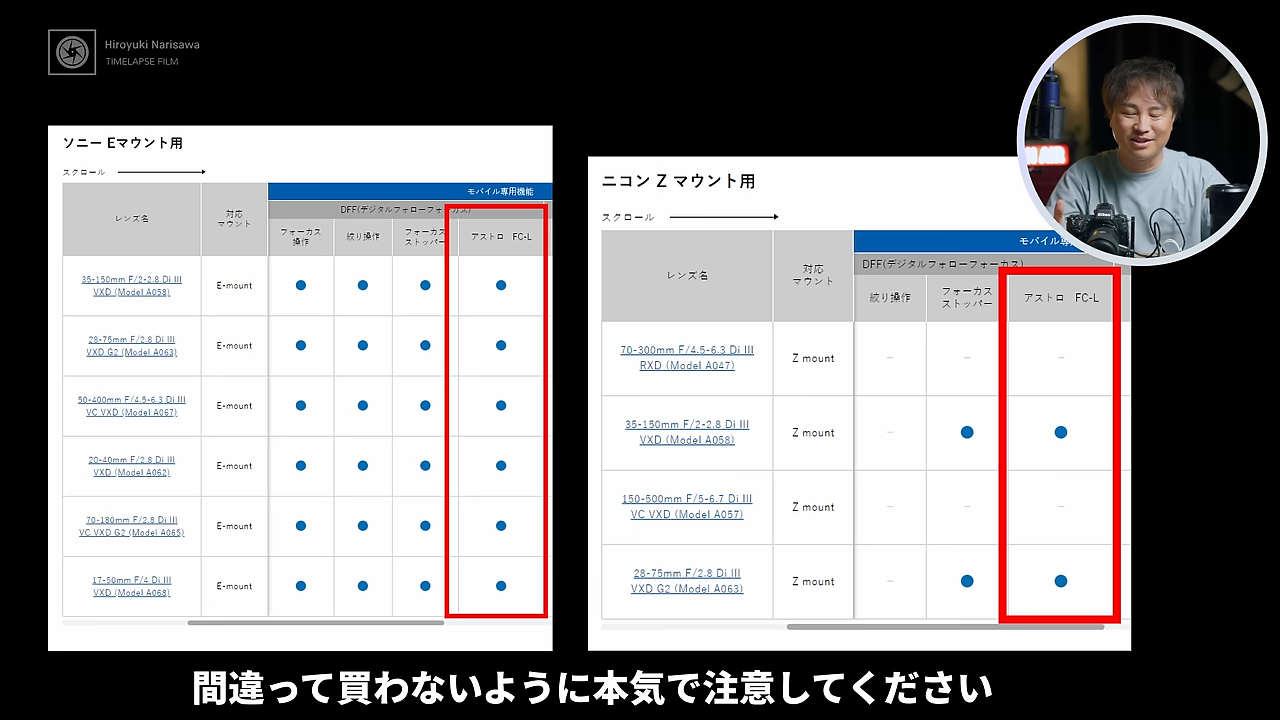 Hiroyuki Narisawa
TIMELAPSE FILM
ソニー Eマウント用
スクロール
レンズ名
対応
マウント
モバイル専用機能
DFF(デジタルフォローフォーカス)
フォーカス
操作
絞り操作
フォーカス
ストッパー
アストロ FC-L
35-150mm F/2-2.8 Di III
VXD (Model A058)
E-mount
28-75mm F/2.8 Di III
VXD G2 (Model A063)
E-mount
50-400mm F/4.5-6.3 Di III
VC VXD (Model A067)
E-mount
20-40mm F/2.8 Di III
VXD (Model A062)
E-mount
70-180mm F/2.8 Di III
VC VXD G2 (Model A065)
E-mount
17-50mm F/4 Di III
VXD (Model A068)
E-mount
ニコン Z マウント用
スクロール
レンズ名
対応
マウント
モバイル専
DFF(デジタルフォローフォーカス)
絞り操作
フォーカス
ストッパー
アストロ FC-L
70-300mm F/4.5-6.3 Di III
RXD (Model A047)
Z mount
− − −
35-150mm F/2-2.8 Di III
VXD (Model A058)
Z mount
−
150-500mm F/5-6.7 Di III
VC VXD (Model A057)
Z mount
− − −
28-75mm F/2.8 Di III
VXD G2 (Model A063)
Z mount
−
間違って買わないように本気で注意してください